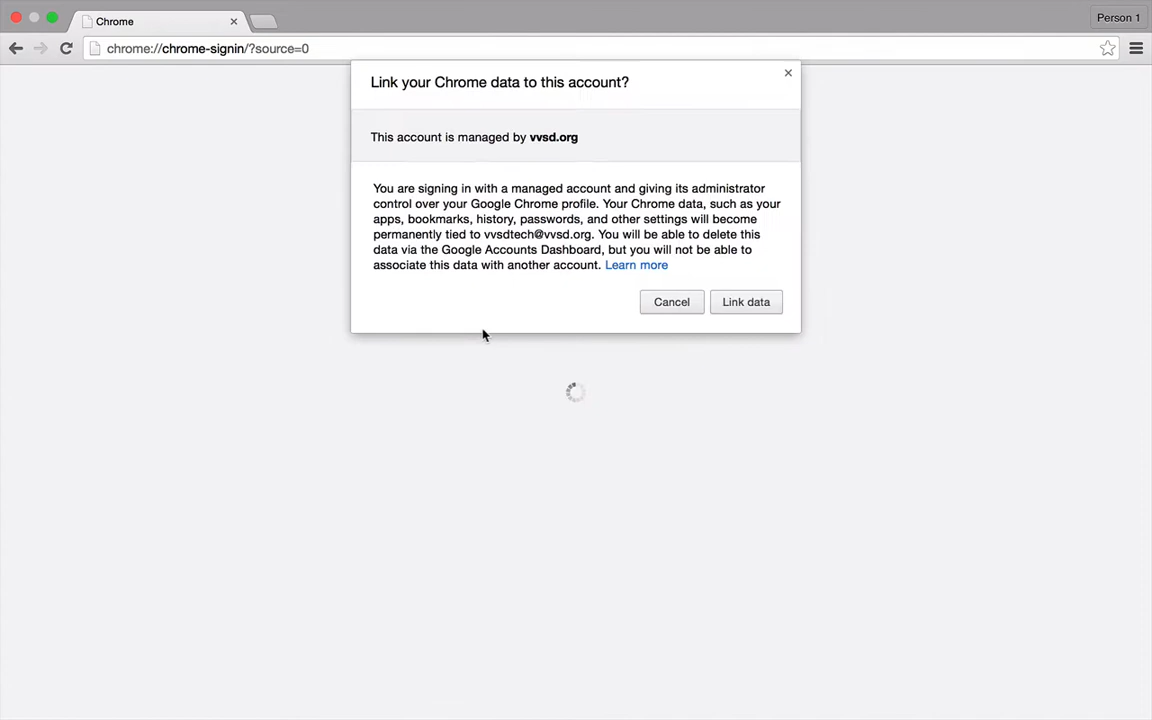 Chrome
Person 1
chrome://chrome-signin/?source=0
Link your Chrome data to this account?
This account is managed by vvsd.org
You are signing in with a managed account and giving its administrator
control over your Google Chrome profile. Your Chrome data, such as your
apps, bookmarks, history, passwords, and other settings will become
permanently tied to vvsdtech@vvsd.org. You will be able to delete this
data via the Google Accounts Dashboard, but you will not be able to
associate this data with another account. Learn more
Cancel
Link data